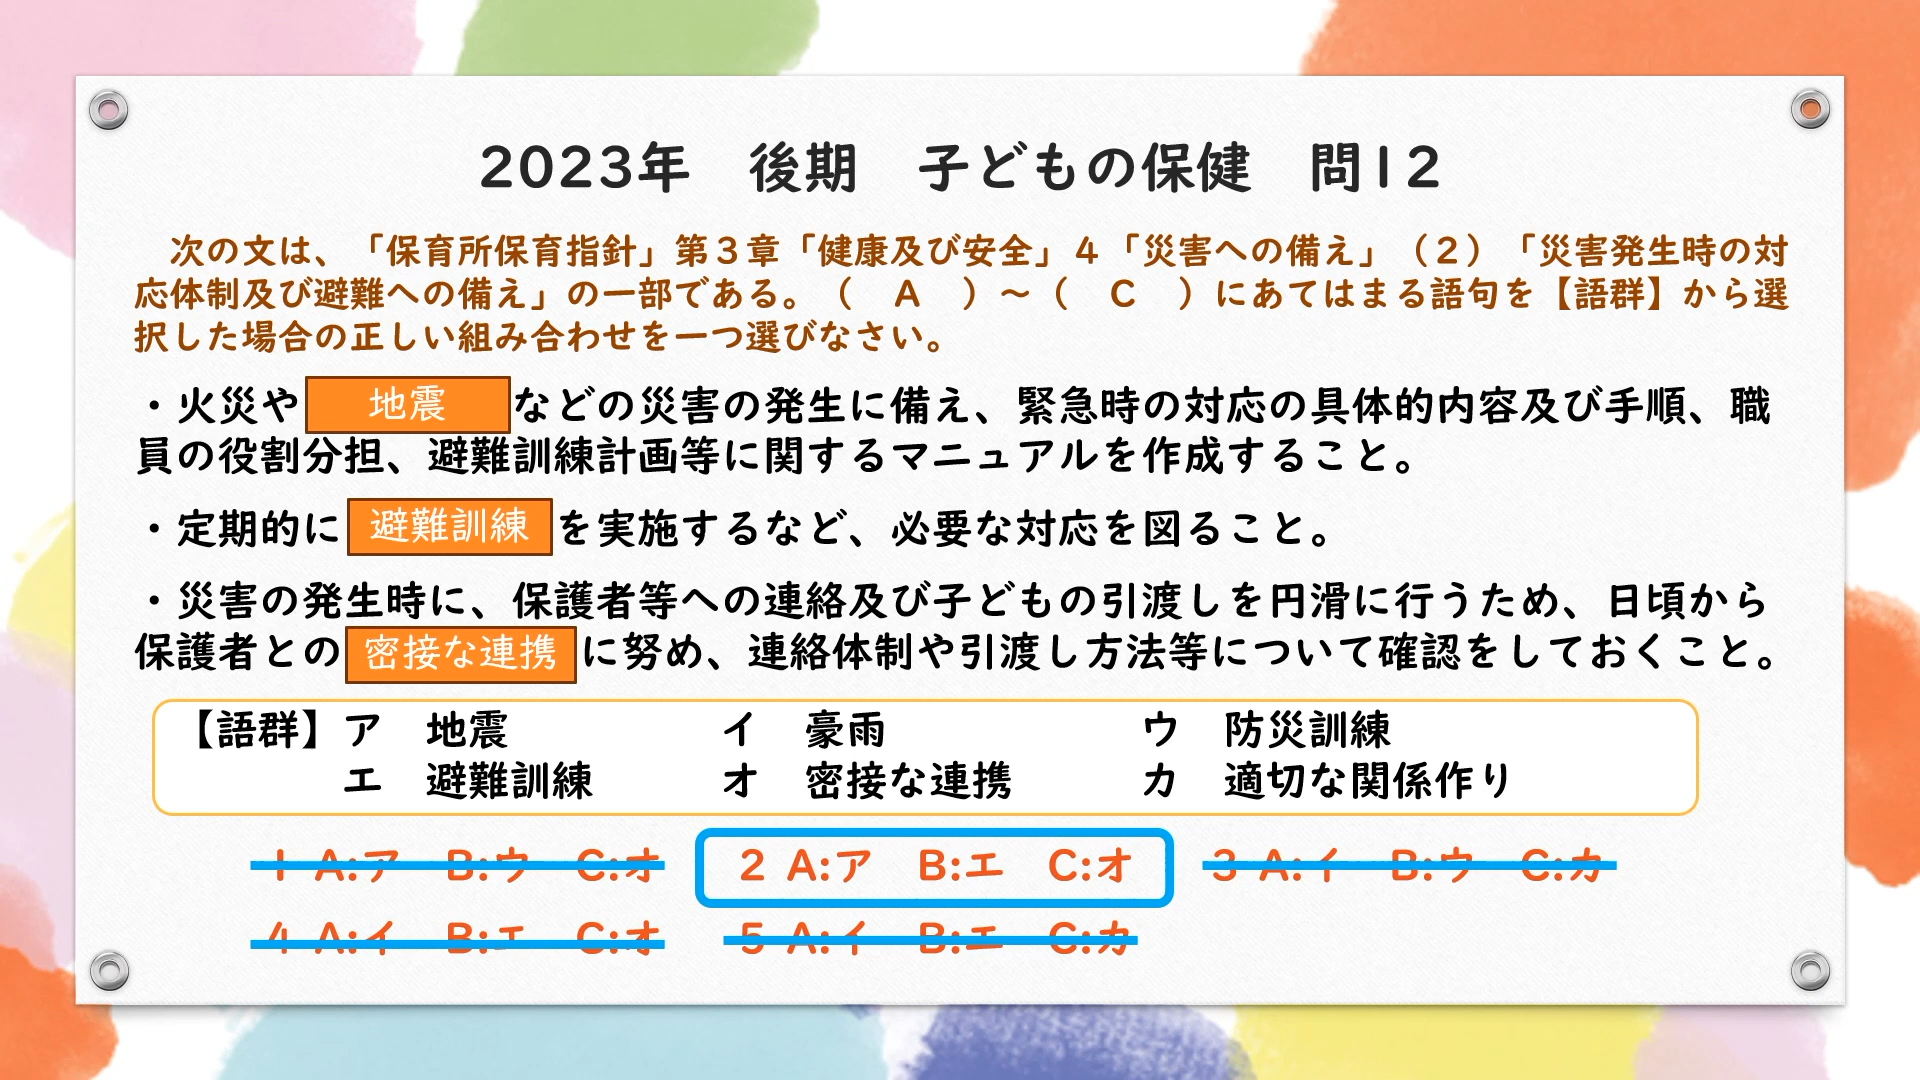 2023年　後期　子どもの保健　問12
次の文は、「保育所保育指針」第３章「健康及び安全」４「災害への備え」（２）「災害発生時の対
応体制及び避難への備え」の一部である。（　A　）～（　C　）にあてはまる語句を【語群】から選
択した場合の正しい組み合わせを一つ選びなさい。
・火災や 地震 などの災害の発生に備え、緊急時の対応の具体的内容及び手順、職
員の役割分担、避難訓練計画等に関するマニュアルを作成すること。
・定期的に 避難訓練 を実施するなど、必要な対応を図ること。
・災害の発生時に、保護者等への連絡及び子どもの引渡しを円滑に行うため、日頃から
保護者との 密接な連携 に努め、連絡体制や引渡し方法等について確認をしておくこと。
【語群】ア　地震　イ　豪雨　ウ　防災訓練
エ　避難訓練　オ　密接な連携　カ　適切な関係作り
1 A:ア　B:ウ　C:オ　2 A:ア　B:エ　C:オ　3 A:イ　B:ウ　C:カ
4 A:イ　B:エ　C:オ　5 A:イ　B:エ　C:カ